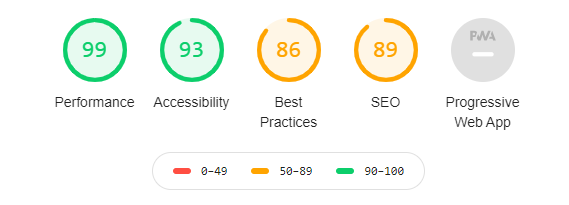 99 93 86 89 PWA
Performance Accessibility Best Practices SEO Progressive Web App
0–49 50–89 90–100